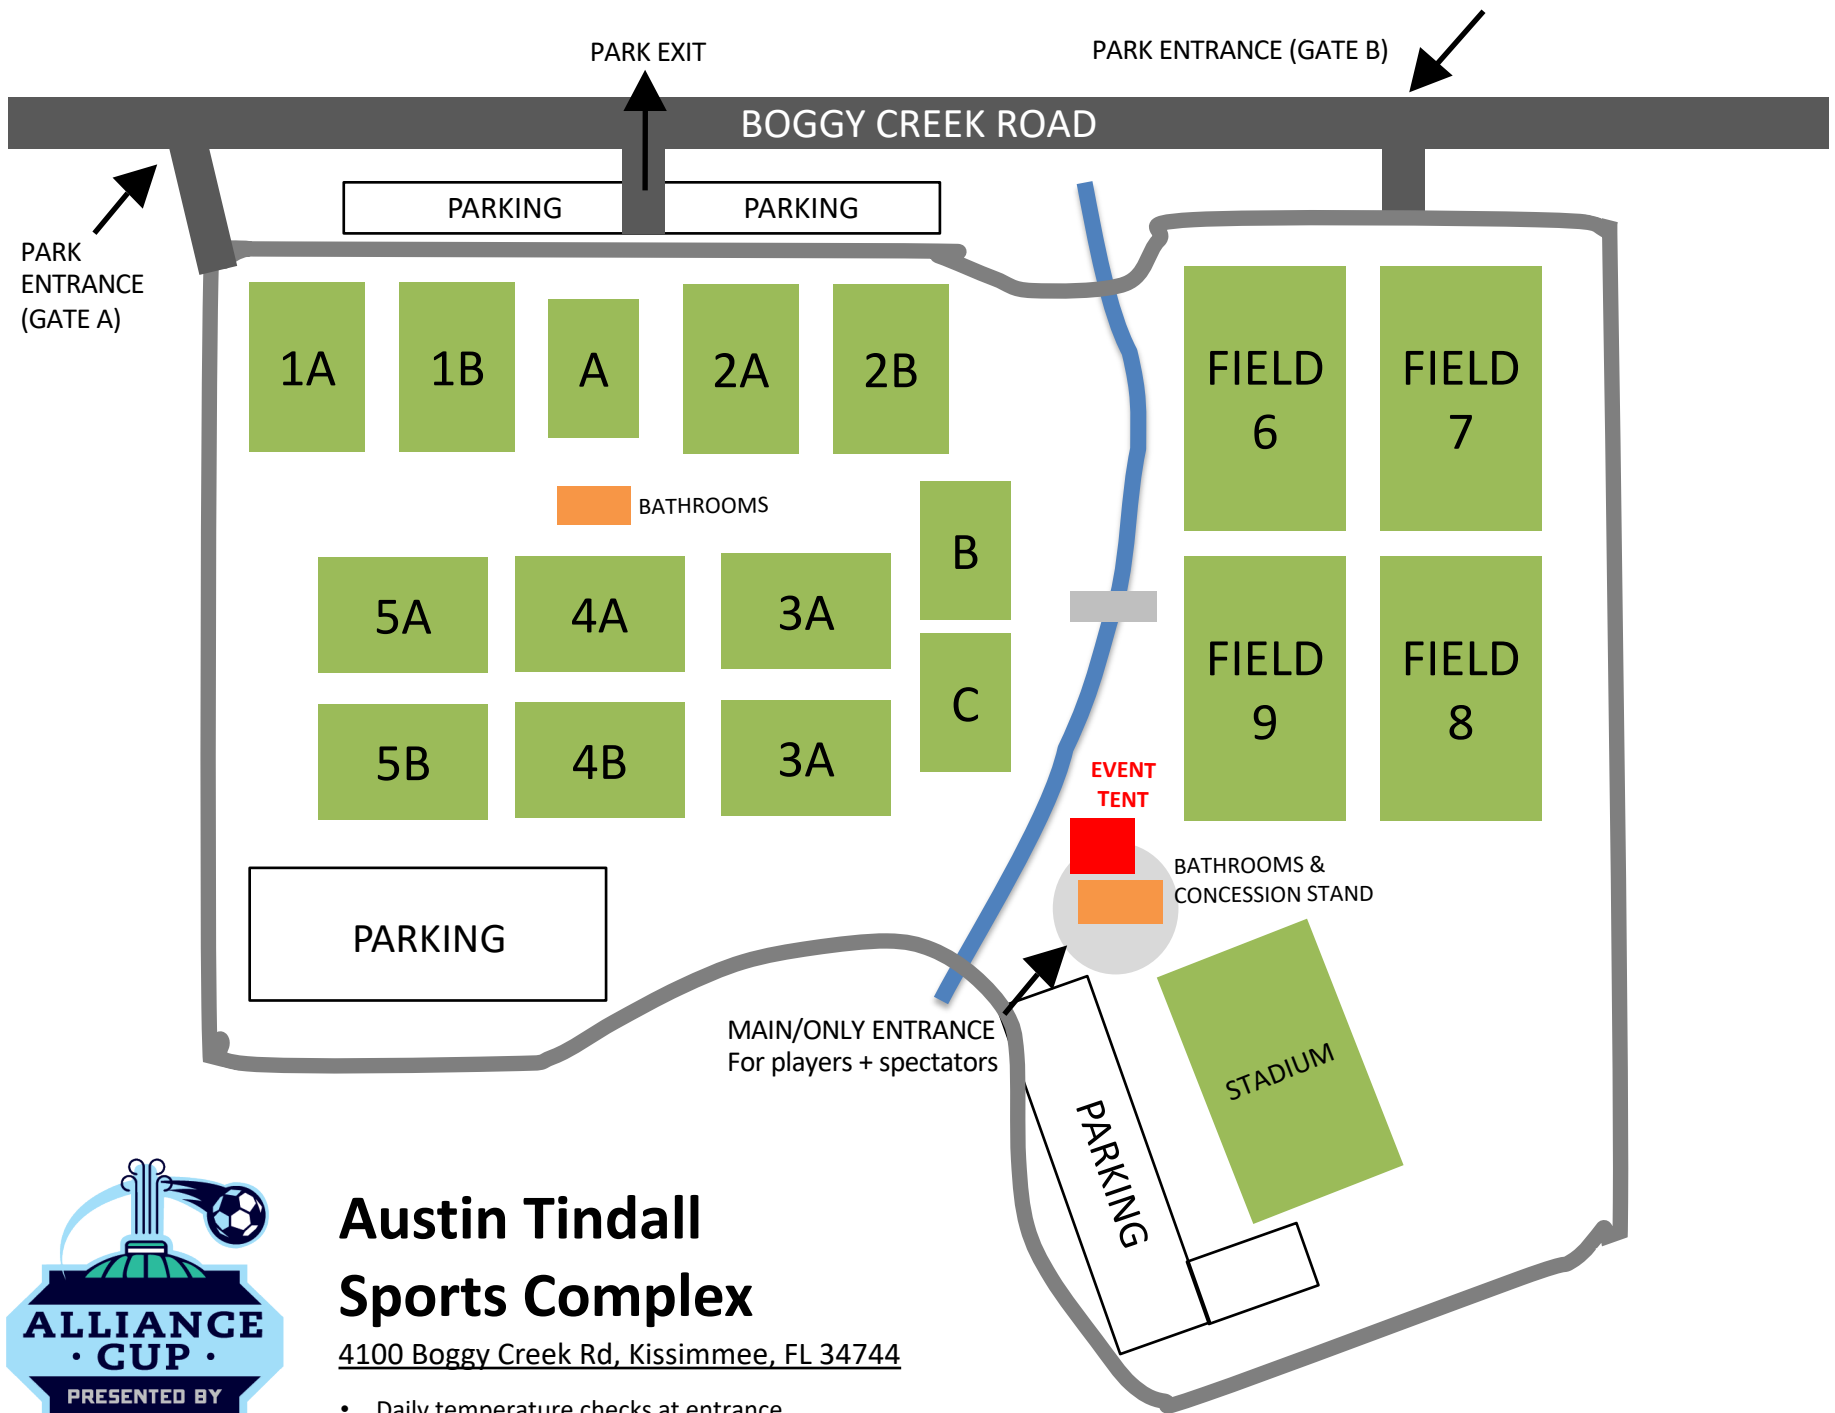 PARK EXIT
PARK ENTRANCE (GATE B)
BOGGY CREEK ROAD
PARKING
PARKING
PARK
ENTRANCE
(GATE A)
1A
1B
A
2A
2B
FIELD
6
FIELD
7
BATHROOMS
B
5A
4A
3A
C
FIELD
9
FIELD
8
5B
4B
3A
EVENT
TENT
BATHROOMS &
CONCESSION STAND
PARKING
MAIN/ONLY ENTRANCE
For players + spectators
STADIUM
PARKING
ALLIANCE
• CUP •
PRESENTED BY
Austin Tindall
Sports Complex
4100 Boggy Creek Rd, Kissimmee, FL 34744
• Daily temperature checks at entrance